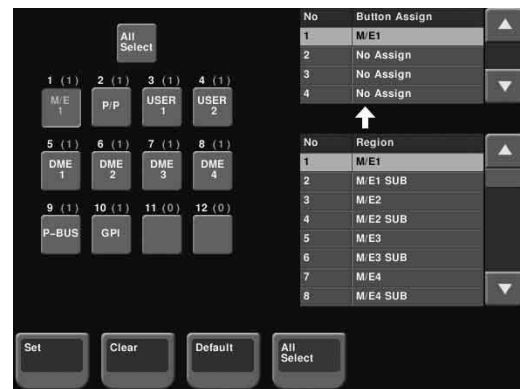 All
Select
1 (1) 2 (1) 3 (1) 4 (1)
M/E
1
P/P
USER
1
USER
2
5 (1) 6 (1) 7 (1) 8 (1)
DME
1
DME
2
DME
3
DME
4
9 (1) 10 (1) 11 (0) 12 (0)
P-BUS
GPI
No Button Assign
1 M/E1
2 No Assign
3 No Assign
4 No Assign
No Region
1 M/E1
2 M/E1 SUB
3 M/E2
4 M/E2 SUB
5 M/E3
6 M/E3 SUB
7 M/E4
8 M/E4 SUB
Set
Clear
Default
All
Select